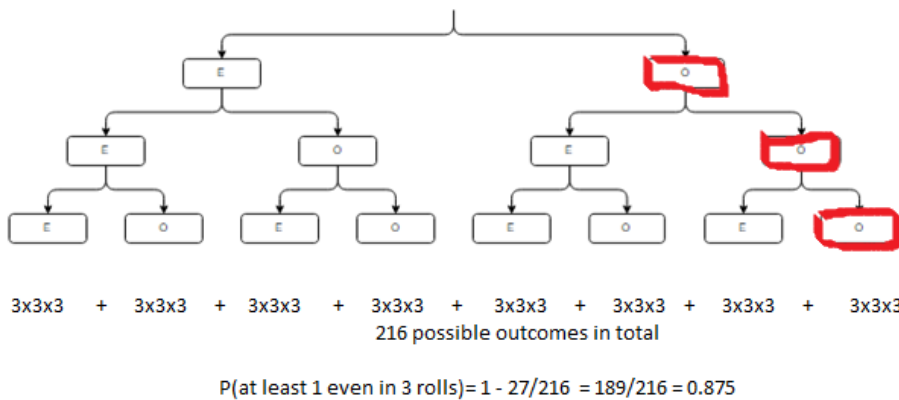 E O
E O E O
E O E O E O E O
3x3x3 + 3x3x3 + 3x3x3 + 3x3x3 + 3x3x3 + 3x3x3 + 3x3x3 + 3x3x3
216 possible outcomes in total
P(at least 1 even in 3 rolls)= 1 - 27/216 = 189/216 = 0.875